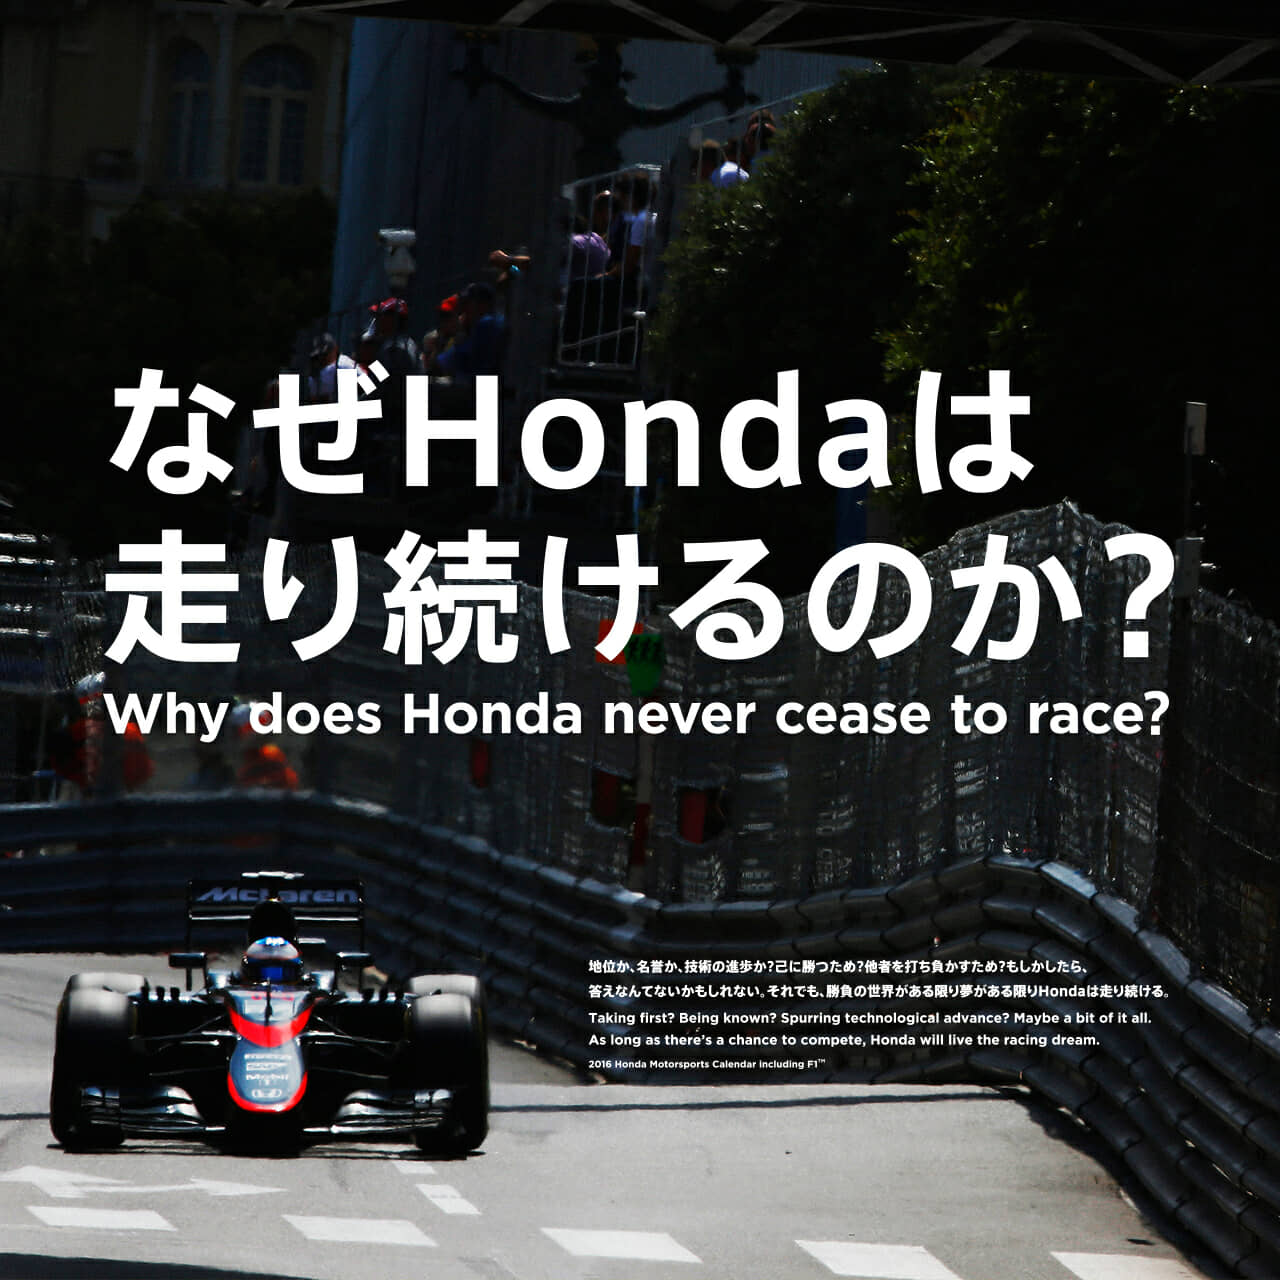 なぜHondaは
走り続けるのか?
Why does Honda never cease to race?
McLaren
地位か、名誉か、技術の進歩か?己に勝つため?他者を打ち負かすため?もしかしたら、
答えなんてないかもしれない。それでも、勝負の世界がある限り夢がある限りHondaは走り続ける。
Taking first? Being known? Spurring technological advance? Maybe a bit of it all.
As long as there's a chance to compete, Honda will live the racing dream.
2016 Honda Motorsports Calendar including F1™
Mobil 1